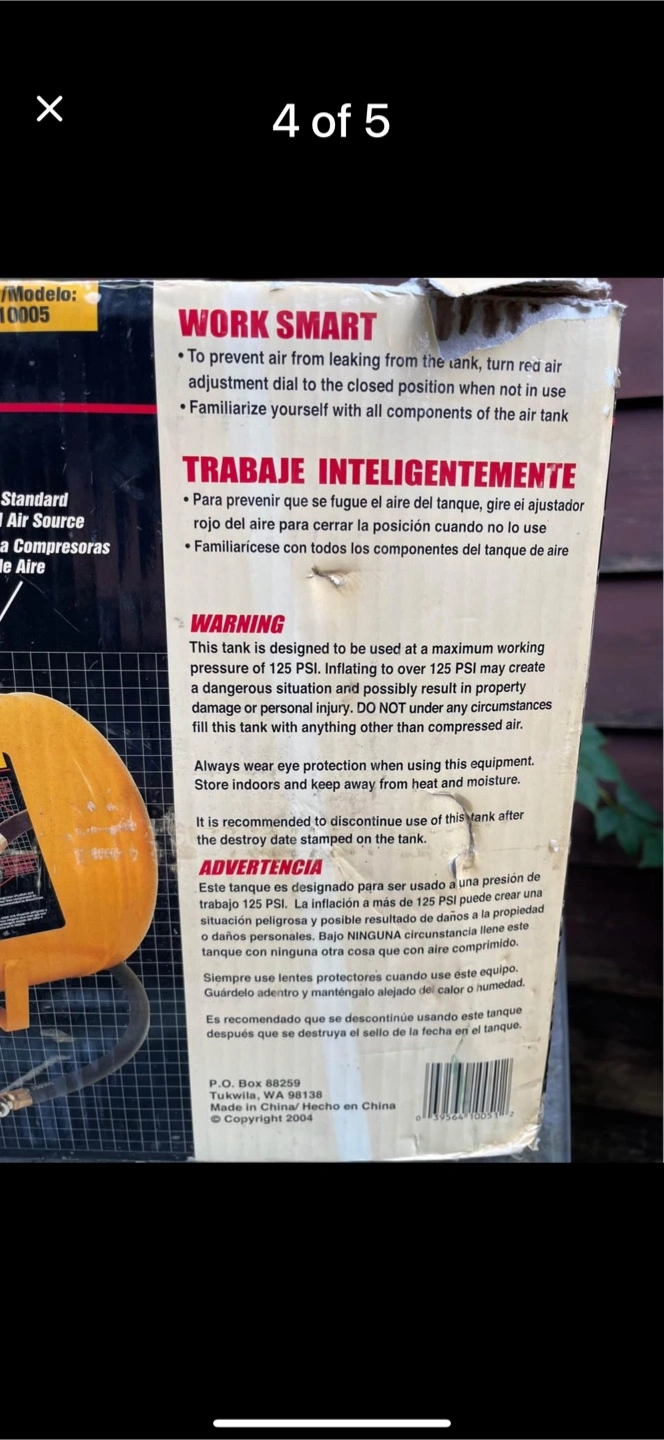 4 of 5
/Modelo:
10005
WORK SMART
• To prevent air from leaking from the tank, turn red air
adjustment dial to the closed position when not in use
• Familiarize yourself with all components of the air tank
TRABAJE INTELIGENTEMENTE
• Para prevenir que se fugue el aire del tanque, gire el ajustador
rojo del aire para cerrar la posición cuando no lo use
• Familiarícese con todos los componentes del tanque de aire
Standard
Air Source
a Compresoras
le Aire
WARNING
This tank is designed to be used at a maximum working
pressure of 125 PSI. Inflating to over 125 PSI may create
a dangerous situation and possibly result in property
damage or personal injury. DO NOT under any circumstances
fill this tank with anything other than compressed air.
Always wear eye protection when using this equipment.
Store indoors and keep away from heat and moisture.
It is recommended to discontinue use of this tank after
the destroy date stamped on the tank.
ADVERTENCIA
Este tanque es designado para ser usado a una presión de
trabajo 125 PSI. La inflación a más de 125 PSI puede crear una
situación peligrosa y posible resultado de daños a la propiedad
o daños personales. Bajo NINGUNA circunstancia llene este
tanque con ninguna otra cosa que con aire comprimido.
Siempre use lentes protectores cuando use este equipo.
Guárdelo adentro y manténgalo alejado del calor o humedad.
Es recomendado que se descontinúe usando este tanque
después que se destruya el sello de la fecha en el tanque.
P.O. Box 88259
Tukwila, WA 98138
Made in China/ Hecho en China
© Copyright 2004
0 39564 10051 2